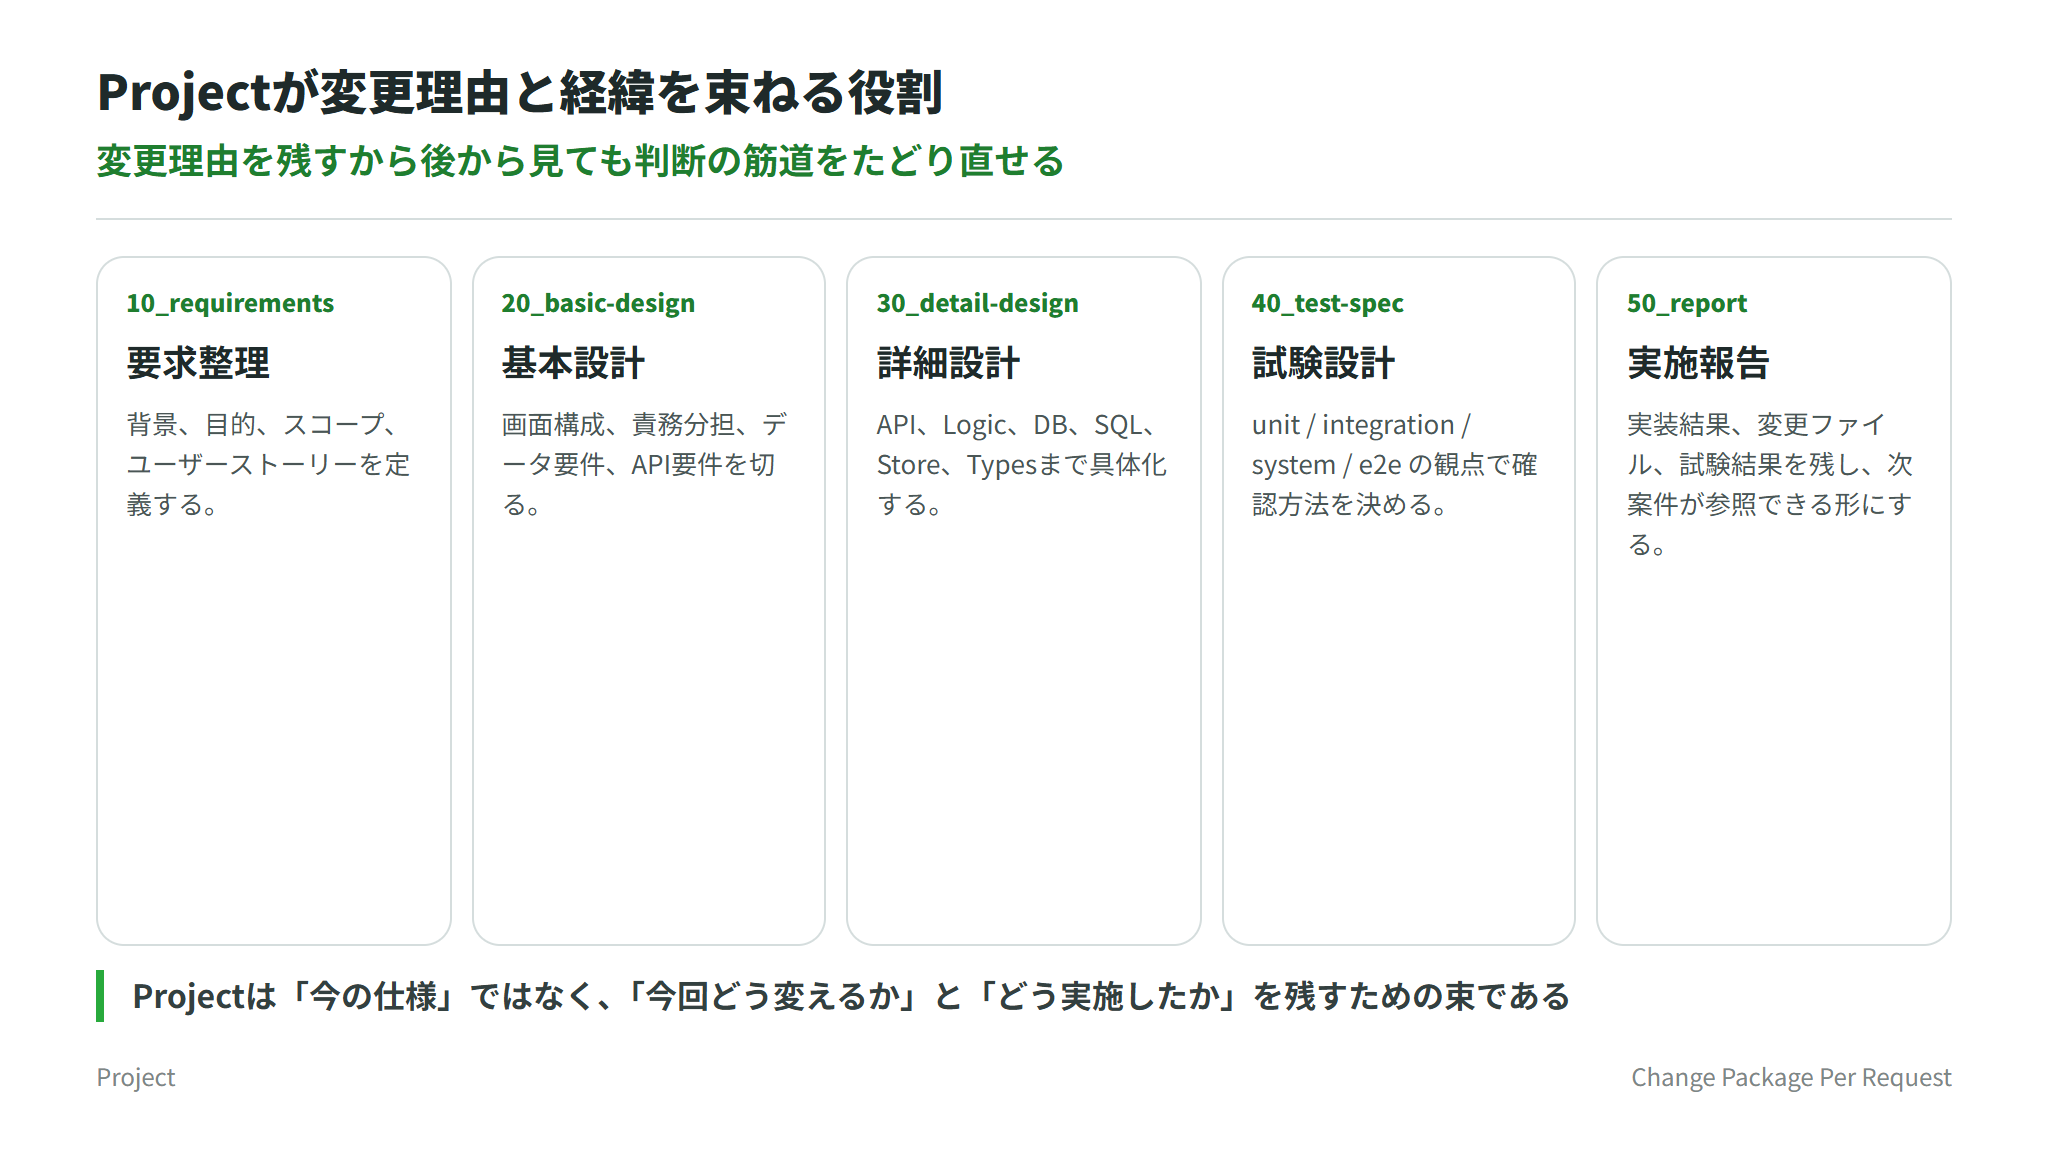 Projectが変更理由と経緯を束ねる役割
変更理由を残すから後から見ても判断の筋道をたどり直せる
10_requirements
要求整理
背景、目的、スコープ、
ユーザーストーリーを定
義する。
20_basic-design
基本設計
画面構成、責務分担、デ
ータ要件、API要件を切
る。
30_detail-design
詳細設計
API、Logic、DB、SQL、
Store、Typesまで具体化
する。
40_test-spec
試験設計
unit / integration /
system / e2e の観点で確
認方法を決める。
50_report
実施報告
実装結果、変更ファイ
ル、試験結果を残し、次
案件が参照できる形にす
る。
Projectは「今の仕様」ではなく、「今回どう変えるか」と「どう実施したか」を残すための束である
Project
Change Package Per Request